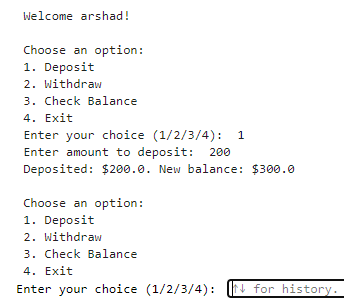 Welcome arshad!
Choose an option:
1. Deposit
2. Withdraw
3. Check Balance
4. Exit
Enter your choice (1/2/3/4):  1
Enter amount to deposit:  200
Deposited: $200.0. New balance: $300.0
Choose an option:
1. Deposit
2. Withdraw
3. Check Balance
4. Exit
Enter your choice (1/2/3/4): ↑↓ for history.